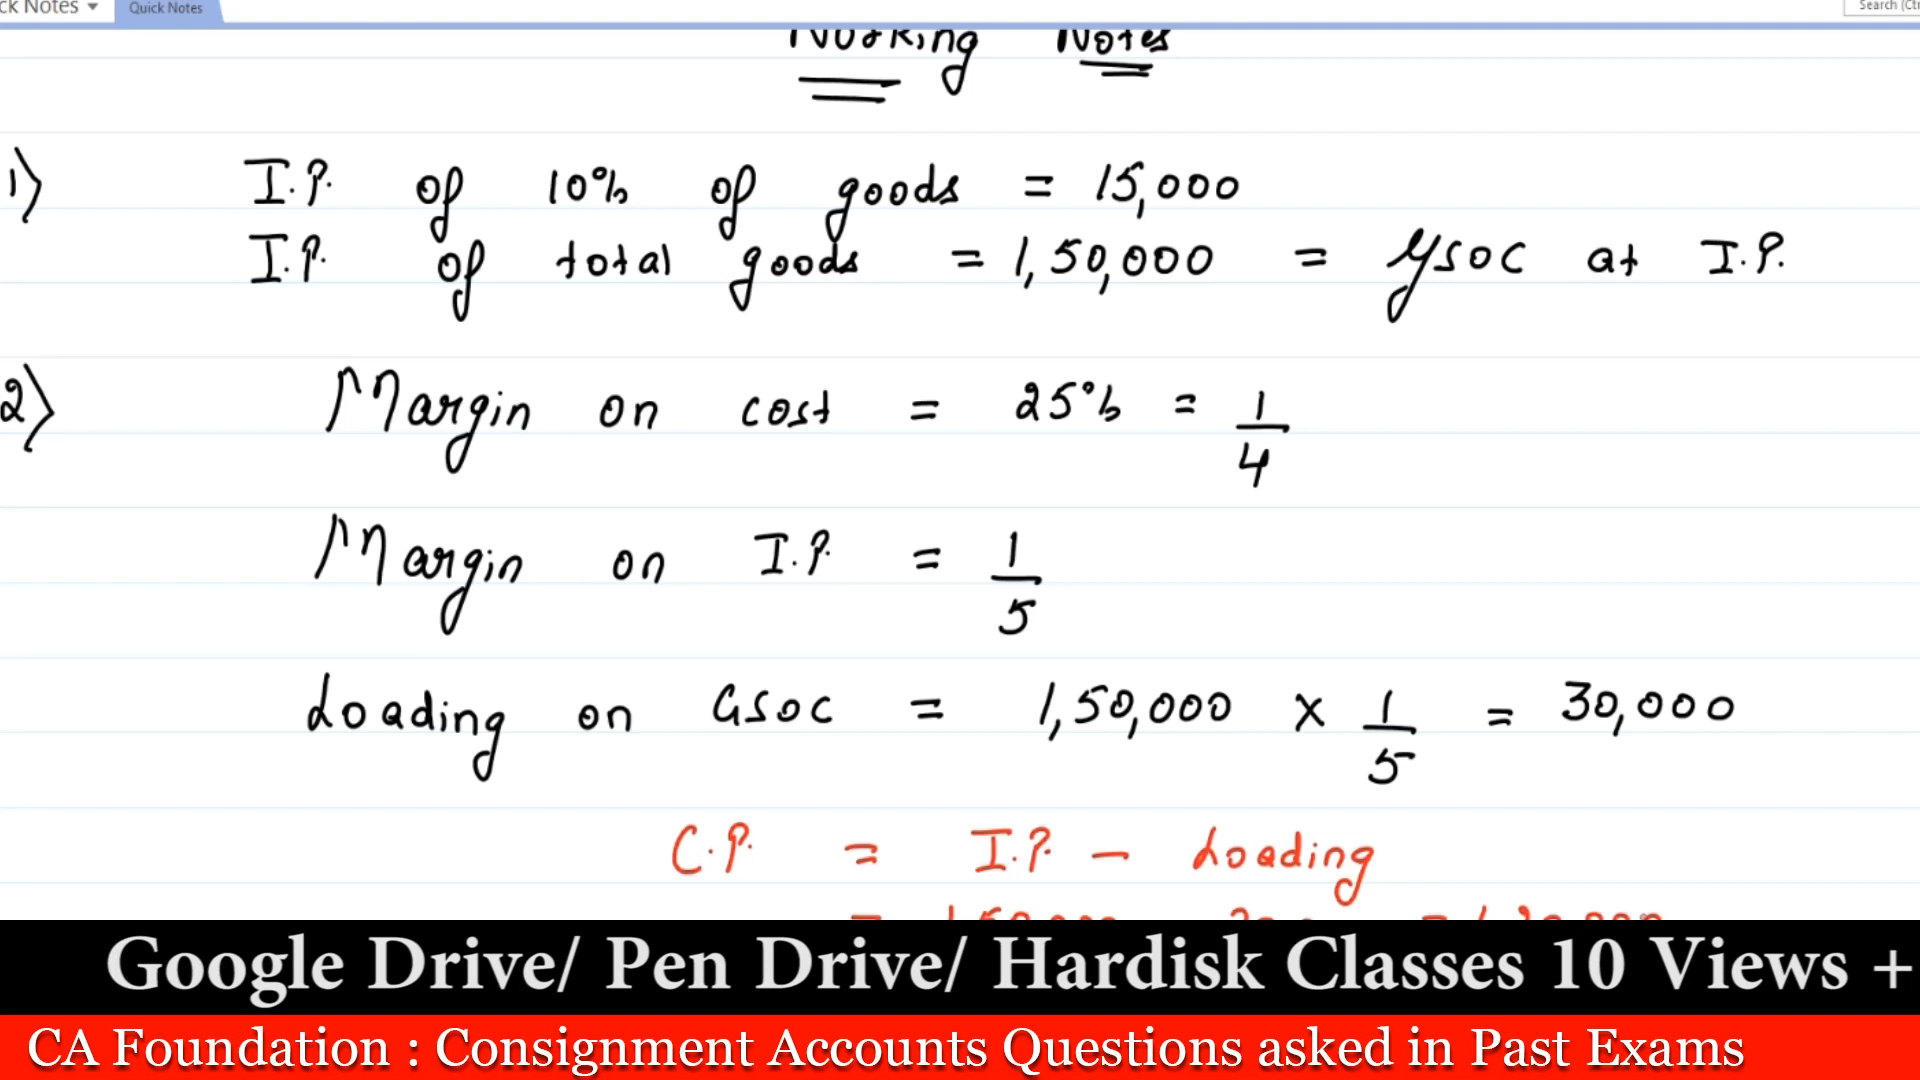 ck Notes
Quick Notes
Search (Ctr
Working Notes
1) I.P. of 10% of goods = 15,000
I.P. of total goods = 1,50,000 = GSOC at I.P.
2) Margin on cost = 25% = 1/4
Margin on I.P = 1/5
Loading on GSOC = 1,50,000 x 1/5 = 30,000
C.P. = I.P. - Loading
Google Drive/ Pen Drive/ Hardisk Classes 10 Views +
CA Foundation : Consignment Accounts Questions asked in Past Exams